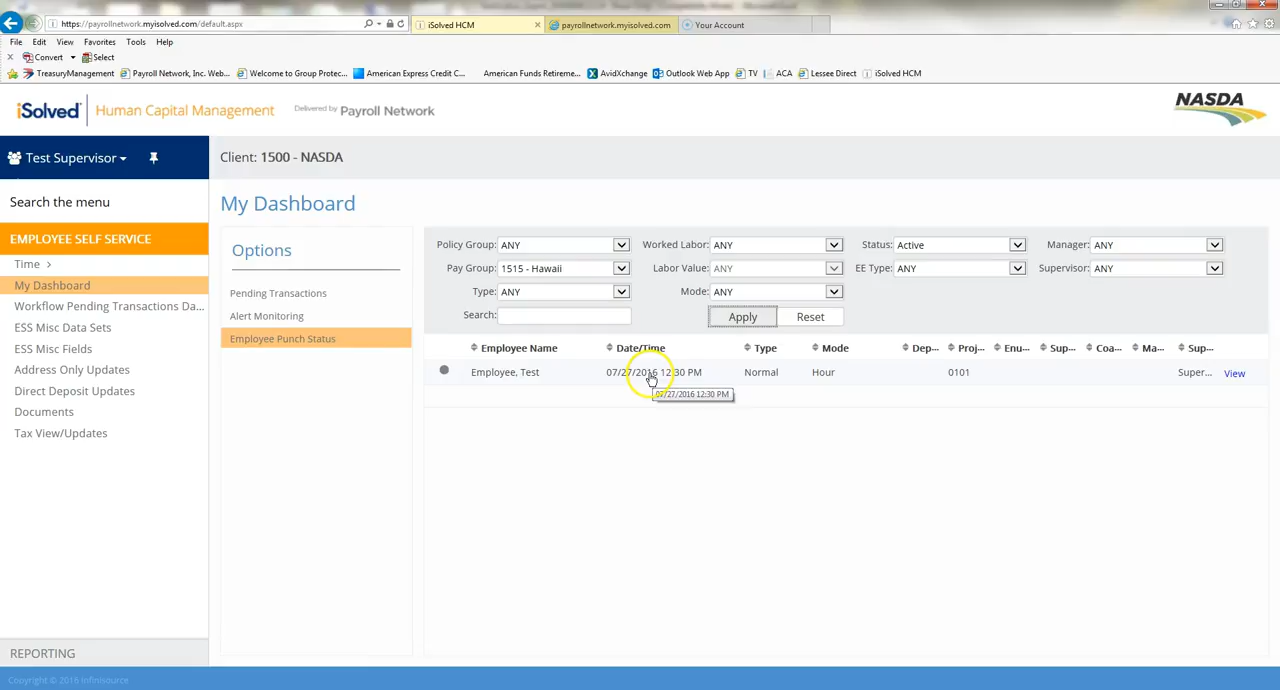 https://payrollnetwork.myisolved.com/default.aspx
iSolved HCM
payrollnetwork.myisolved.com
Your Account
File Edit View Favorites Tools Help
x Convert Select
TreasuryManagement Payroll Network, Inc. Web... Welcome to Group Protec... American Express Credit C... American Funds Retireme... AvidXchange Outlook Web App TV ACA Lessee Direct iSolved HCM
iSolved Human Capital Management Delivered by Payroll Network NASDA
Test Supervisor
Client: 1500 - NASDA
Search the menu
My Dashboard
EMPLOYEE SELF SERVICE
Time >
My Dashboard
Workflow Pending Transactions Da...
ESS Misc Data Sets
ESS Misc Fields
Address Only Updates
Direct Deposit Updates
Documents
Tax View/Updates
REPORTING
Options
Pending Transactions
Alert Monitoring
Employee Punch Status
Policy Group: ANY Worked Labor: ANY Status: Active Manager: ANY
Pay Group: 1515 - Hawaii Labor Value: ANY EE Type: ANY Supervisor: ANY
Type: ANY Mode: ANY
Search: Apply Reset
Employee Name Date/Time Type Mode Dep... Proj... Enu... Sup... Coa... Ma... Sup...
Employee, Test 07/27/2016 12:30 PM Normal Hour 0101 Super... View
07/27/2016 12:30 PM
Copyright © 2016 Infinisource